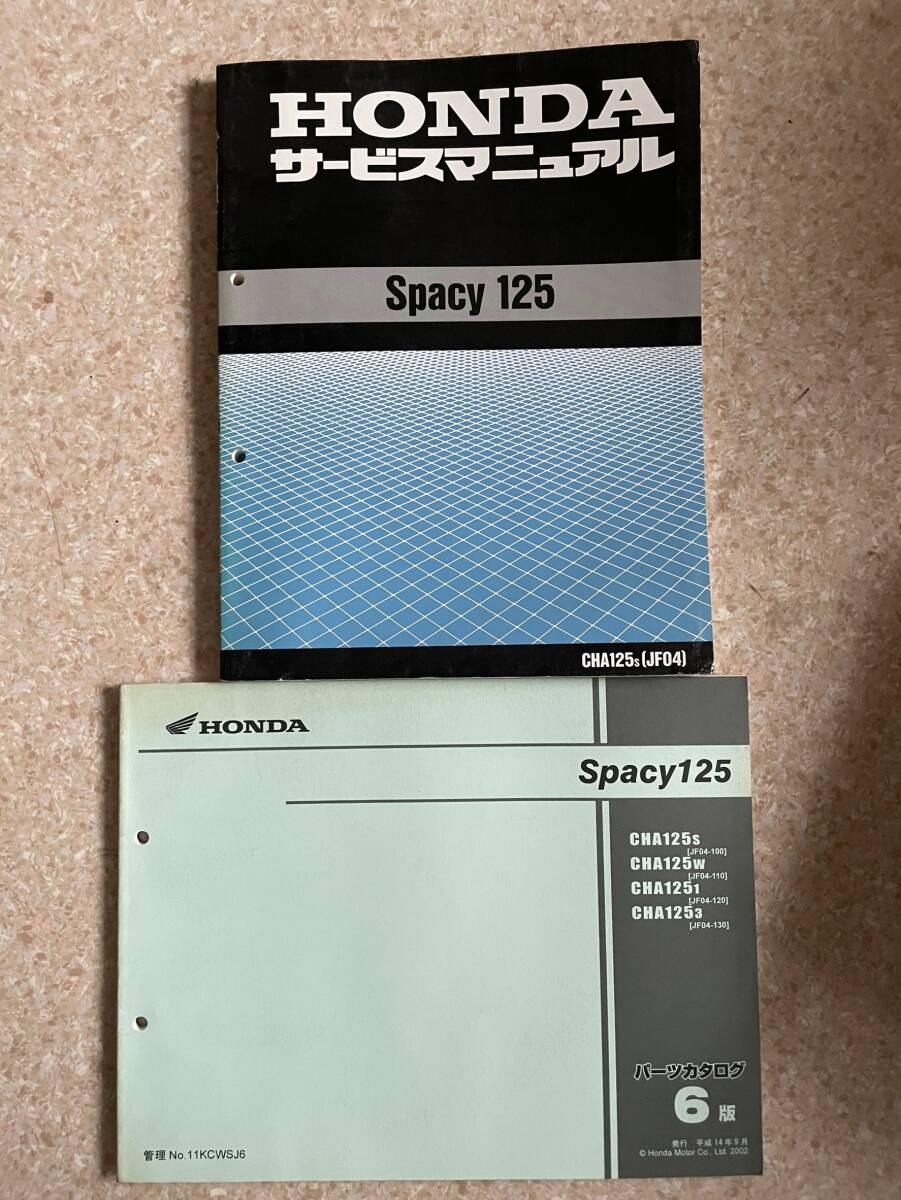 HONDA
サービスマニュアル
Spacy 125
CHA125s (JF04)
HONDA
Spacy125
CHA125S
[JF04-100]
CHA125W
[JF04-110]
CHA1251
[JF04-120]
CHA1253
[JF04-130]
パーツカタログ
6版
発行 平成14年9月
© Honda Motor Co., Ltd. 2002
管理 No.11KCWSJ6